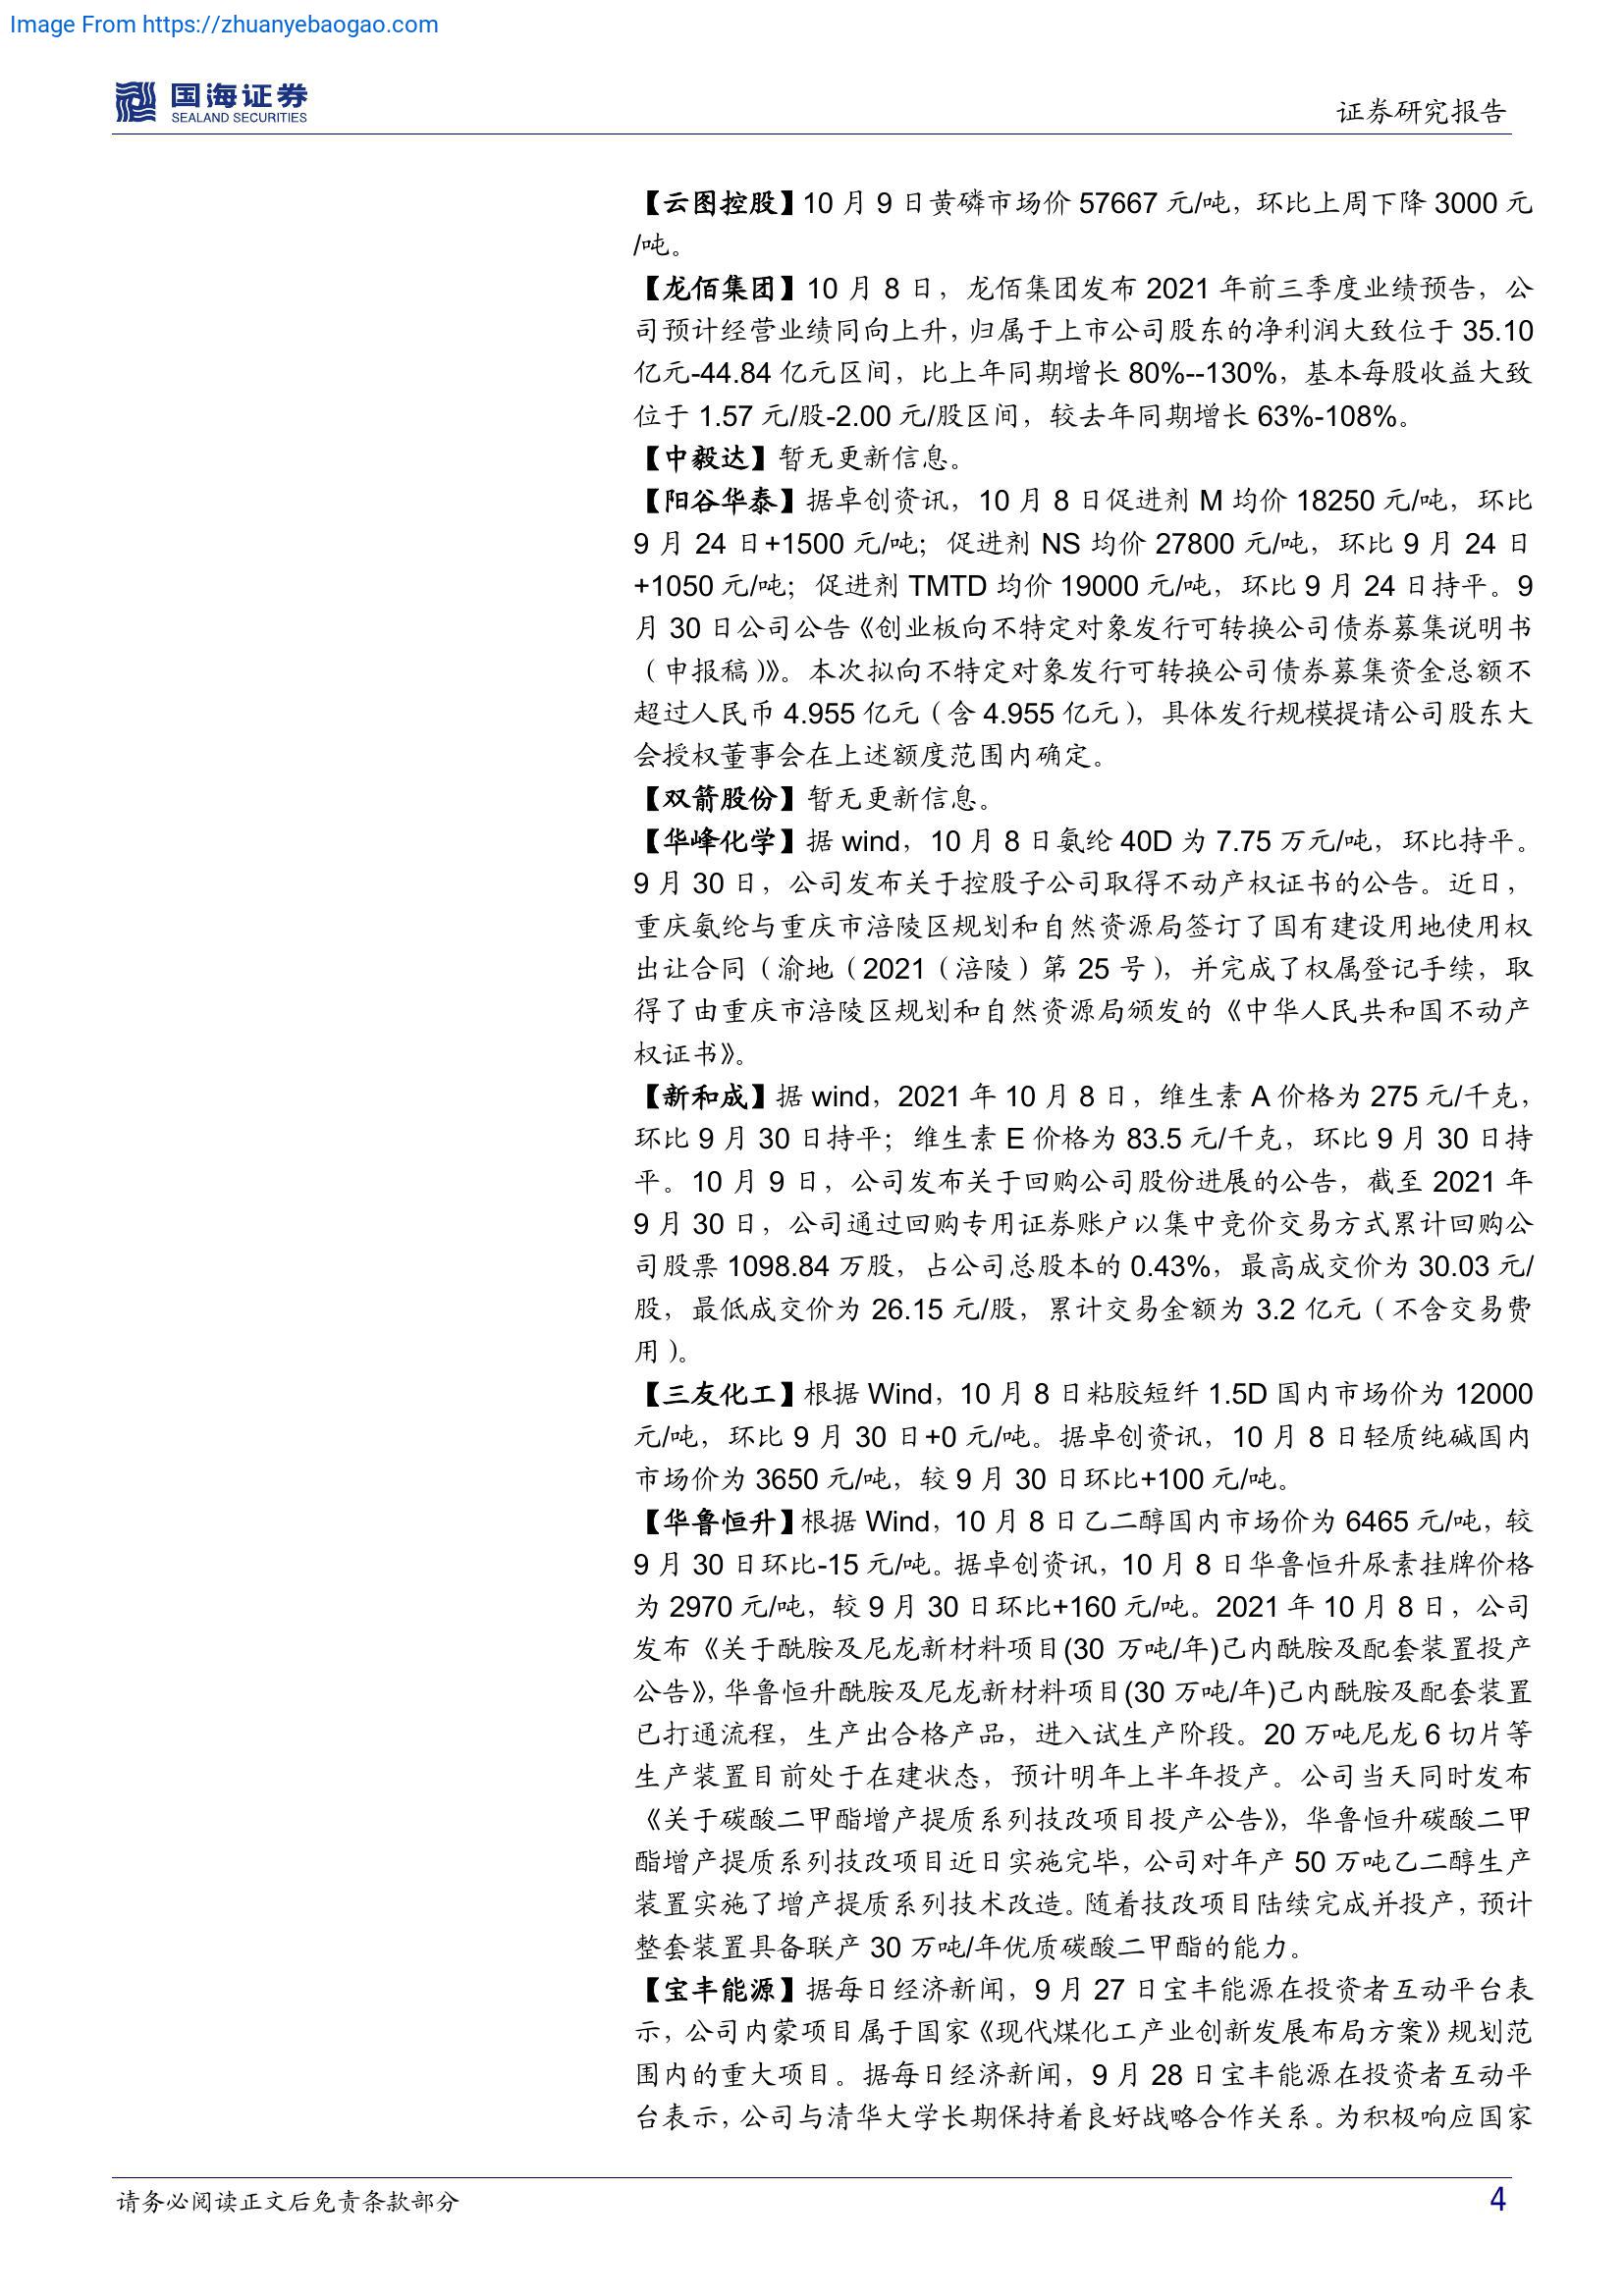 Image From https://zhuanyebaogao.com
国海证券
SEALAND SECURITIES
证券研究报告
【云图控股】10 月 9 日黄磷市场价 57667 元/吨，环比上周下降 3000 元
/吨。
【龙佰集团】10 月 8 日，龙佰集团发布 2021 年前三季度业绩预告，公
司预计经营业绩同向上升，归属于上市公司股东的净利润大致位于 35.10
亿元-44.84 亿元区间，比上年同期增长 80%--130%，基本每股收益大致
位于 1.57 元/股-2.00 元/股区间，较去年同期增长 63%-108%。
【中毅达】暂无更新信息。
【阳谷华泰】据卓创资讯，10 月 8 日促进剂 M 均价 18250 元/吨，环比
9 月 24 日+1500 元/吨；促进剂 NS 均价 27800 元/吨，环比 9 月 24 日
+1050 元/吨；促进剂 TMTD 均价 19000 元/吨，环比 9 月 24 日持平。9
月 30 日公司公告《创业板向不特定对象发行可转换公司债券募集说明书
（申报稿）》。本次拟向不特定对象发行可转换公司债券募集资金总额不
超过人民币 4.955 亿元（含 4.955 亿元），具体发行规模提请公司股东大
会授权董事会在上述额度范围内确定。
【双箭股份】暂无更新信息。
【华峰化学】据 wind，10 月 8 日氨纶 40D 为 7.75 万元/吨，环比持平。
9 月 30 日，公司发布关于控股子公司取得不动产权证书的公告。近日，
重庆氨纶与重庆市涪陵区规划和自然资源局签订了国有建设用地使用权
出让合同（渝地（2021（涪陵）第 25 号），并完成了权属登记手续，取
得了由重庆市涪陵区规划和自然资源局颁发的《中华人民共和国不动产
权证书》。
【新和成】据 wind，2021 年 10 月 8 日，维生素 A 价格为 275 元/千克，
环比 9 月 30 日持平；维生素 E 价格为 83.5 元/千克，环比 9 月 30 日持
平。10 月 9 日，公司发布关于回购公司股份进展的公告，截至 2021 年
9 月 30 日，公司通过回购专用证券账户以集中竞价交易方式累计回购公
司股票 1098.84 万股，占公司总股本的 0.43%，最高成交价为 30.03 元/
股，最低成交价为 26.15 元/股，累计交易金额为 3.2 亿元（不含交易费
用）。
【三友化工】根据 Wind，10 月 8 日粘胶短纤 1.5D 国内市场价为 12000
元/吨，环比 9 月 30 日+0 元/吨。据卓创资讯，10 月 8 日轻质纯碱国内
市场价为 3650 元/吨，较 9 月 30 日环比+100 元/吨。
【华鲁恒升】根据 Wind，10 月 8 日乙二醇国内市场价为 6465 元/吨，较
9 月 30 日环比-15 元/吨。据卓创资讯，10 月 8 日华鲁恒升尿素挂牌价格
为 2970 元/吨，较 9 月 30 日环比+160 元/吨。2021 年 10 月 8 日，公司
发布《关于酰胺及尼龙新材料项目(30 万吨/年)己内酰胺及配套装置投产
公告》，华鲁恒升酰胺及尼龙新材料项目(30 万吨/年)己内酰胺及配套装置
已打通流程，生产出合格产品，进入试生产阶段。20 万吨尼龙 6 切片等
生产装置目前处于在建状态，预计明年上半年投产。公司当天同时发布
《关于碳酸二甲酯增产提质系列技改项目投产公告》，华鲁恒升碳酸二甲
酯增产提质系列技改项目近日实施完毕，公司对年产 50 万吨乙二醇生产
装置实施了增产提质系列技术改造。随着技改项目陆续完成并投产，预计
整套装置具备联产 30 万吨/年优质碳酸二甲酯的能力。
【宝丰能源】据每日经济新闻，9 月 27 日宝丰能源在投资者互动平台表
示，公司内蒙项目属于国家《现代煤化工产业创新发展布局方案》规划范
围内的重大项目。据每日经济新闻，9 月 28 日宝丰能源在投资者互动平
台表示，公司与清华大学长期保持着良好战略合作关系。为积极响应国家
请务必阅读正文后免责条款部分
4